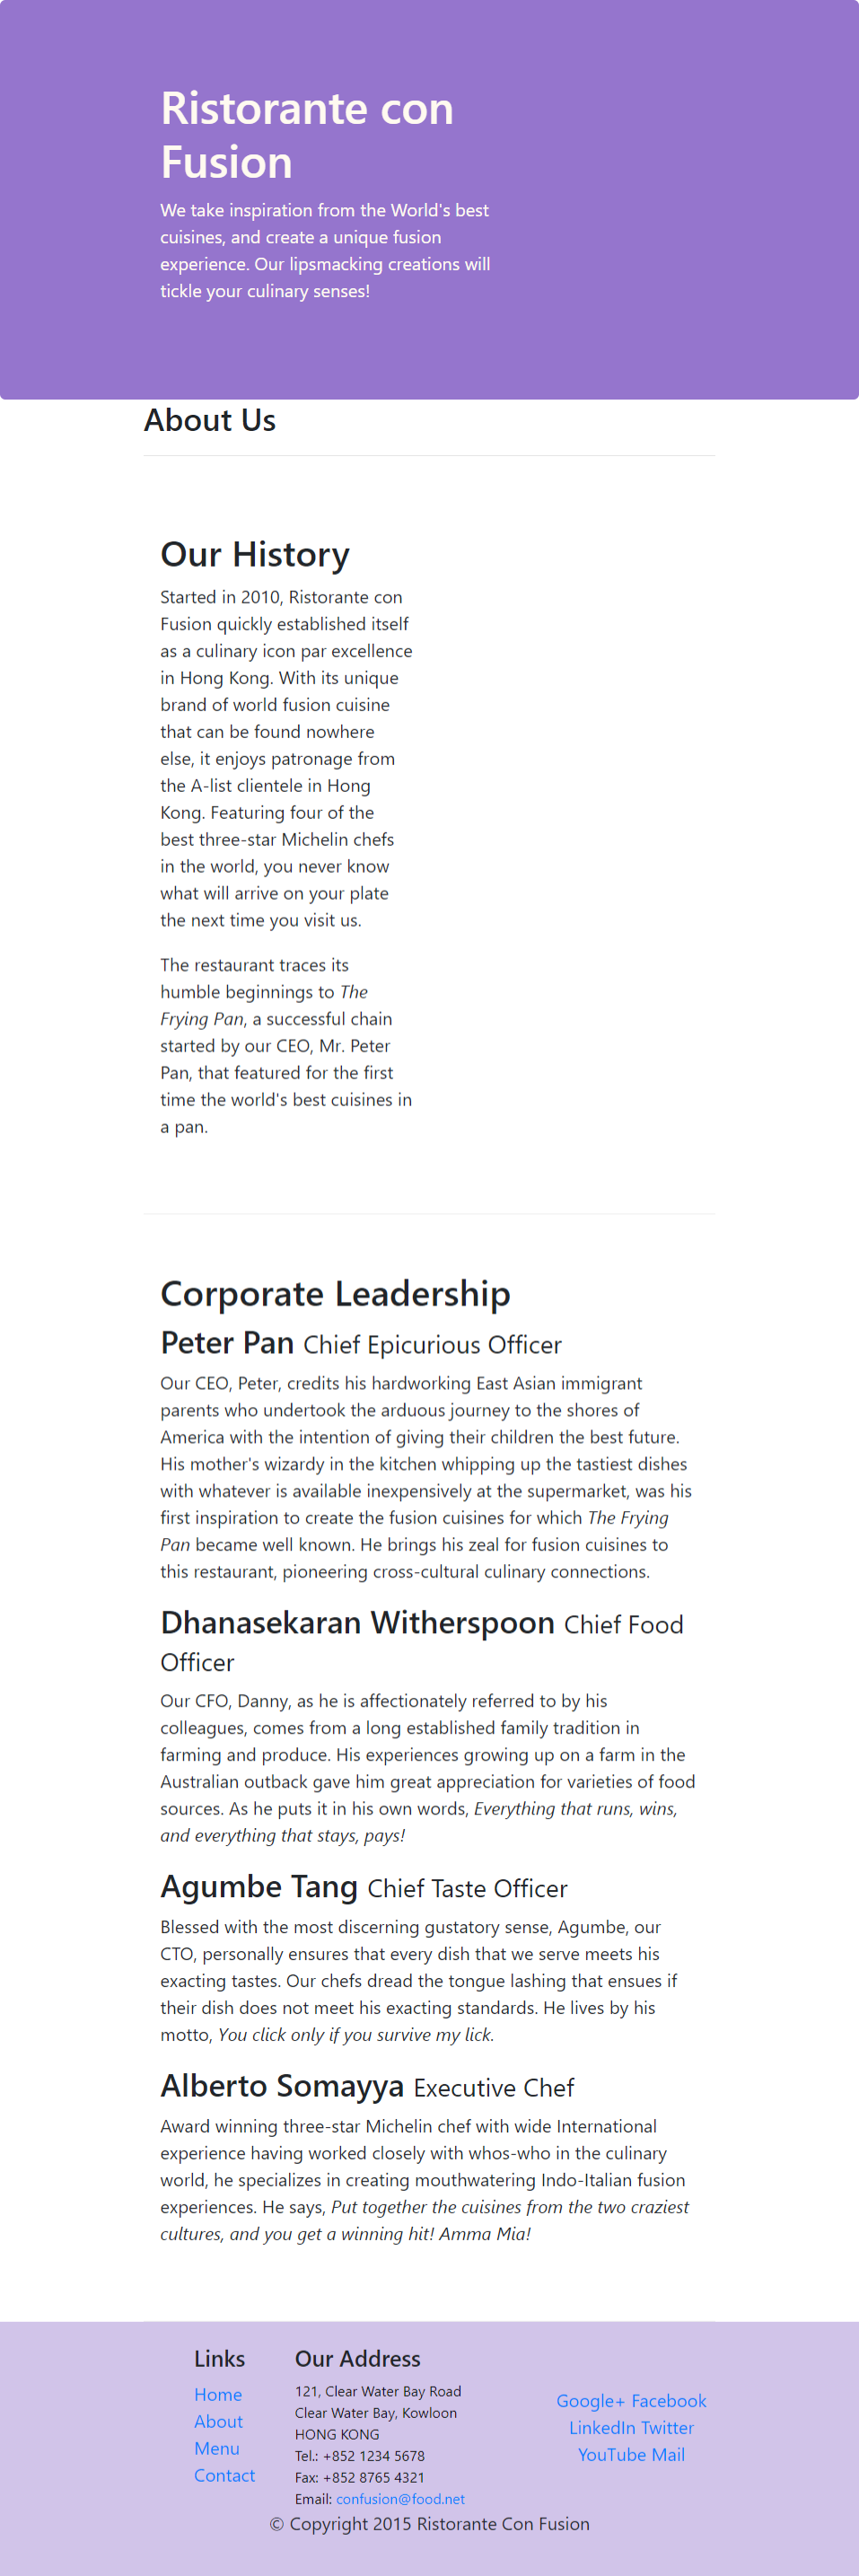 Ristorante con
Fusion
We take inspiration from the World's best
cuisines, and create a unique fusion
experience. Our lipsmacking creations will
tickle your culinary senses!
About Us
Our History
Started in 2010, Ristorante con
Fusion quickly established itself
as a culinary icon par excellence
in Hong Kong. With its unique
brand of world fusion cuisine
that can be found nowhere
else, it enjoys patronage from
the A-list clientele in Hong
Kong. Featuring four of the
best three-star Michelin chefs
in the world, you never know
what will arrive on your plate
the next time you visit us.
The restaurant traces its
humble beginnings to The
Frying Pan, a successful chain
started by our CEO, Mr. Peter
Pan, that featured for the first
time the world's best cuisines in
a pan.
Corporate Leadership
Peter Pan Chief Epicurious Officer
Our CEO, Peter, credits his hardworking East Asian immigrant
parents who undertook the arduous journey to the shores of
America with the intention of giving their children the best future.
His mother's wizardy in the kitchen whipping up the tastiest dishes
with whatever is available inexpensively at the supermarket, was his
first inspiration to create the fusion cuisines for which The Frying
Pan became well known. He brings his zeal for fusion cuisines to
this restaurant, pioneering cross-cultural culinary connections.
Dhanasekaran Witherspoon Chief Food
Officer
Our CFO, Danny, as he is affectionately referred to by his
colleagues, comes from a long established family tradition in
farming and produce. His experiences growing up on a farm in the
Australian outback gave him great appreciation for varieties of food
sources. As he puts it in his own words, Everything that runs, wins,
and everything that stays, pays!
Agumbe Tang Chief Taste Officer
Blessed with the most discerning gustatory sense, Agumbe, our
CTO, personally ensures that every dish that we serve meets his
exacting tastes. Our chefs dread the tongue lashing that ensues if
their dish does not meet his exacting standards. He lives by his
motto, You click only if you survive my lick.
Alberto Somayya Executive Chef
Award winning three-star Michelin chef with wide International
experience having worked closely with whos-who in the culinary
world, he specializes in creating mouthwatering Indo-Italian fusion
experiences. He says, Put together the cuisines from the two craziest
cultures, and you get a winning hit! Amma Mia!
Links
Home
About
Menu
Contact
Our Address
121, Clear Water Bay Road
Clear Water Bay, Kowloon
HONG KONG
Tel.: +852 1234 5678
Fax: +852 8765 4321
Email: confusion@food.net
Google+ Facebook
LinkedIn Twitter
YouTube Mail
© Copyright 2015 Ristorante Con Fusion